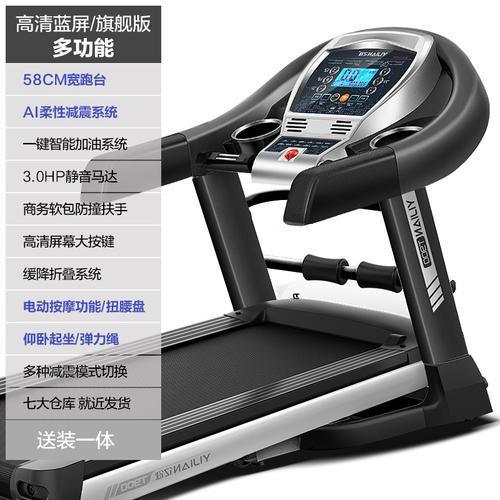 高清蓝屏/旗舰版
多功能
58CM宽跑台
AI柔性减震系统
一键智能加油系统
3.0HP静音马达
商务软包防撞扶手
高清屏幕大按键
缓降折叠系统
电动按摩功能/扭腰盘
仰卧起坐/弹力绳
多种减震模式切换
七大仓库 就近发货
送装一体